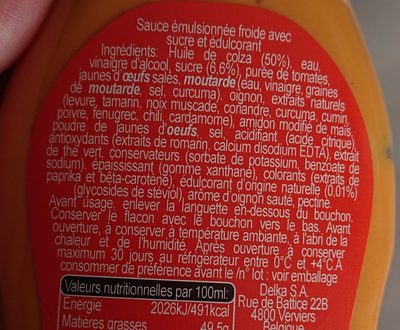 Sauce émulsionnée froide avec
sucre et édulcorant
Ingrédients: Huile de colza (50%), eau,
vinaigre d'alcool, sucre (6,6%), purée de tomates,
jaunes d'œufs salés, moutarde (eau, vinaigre, graines
de moutarde, sel, curcuma), oignon, extraits naturels
(levure, tamarin, noix muscade, coriandre, curcuma, cumin,
poivre, fenugrec, chili, cardamome), amidon modifié de maïs,
poudre de jaunes d'oeufs, sel, acidifiant (acide citrique),
antioxydants (extraits de romarin, calcium disodium EDTA), extrait
de thé vert, conservateurs (sorbate de potassium, benzoate de
sodium), épaississant (gomme xanthane), colorants (extraits de
paprika et bêta-carotène), édulcorant d'origine naturelle (0.01%)
(glycosides de stéviol), arôme d'oignon sauté, pectine.
Avant usage, enlever la languette en-dessous du bouchon.
Conserver le flacon avec le bouchon vers le bas. Avant
ouverture, à conserver à température ambiante, à l'abri de la
chaleur et de l'humidité. Après ouverture, à conserver
maximum 30 jours au réfrigérateur entre 0°C et +4°C A
consommer de préférence avant le/n° lot : voir emballage
Valeurs nutritionnelles par 100ml:
Delka S.A.
Energie 2026kJ/491kcal
Rue de Battice 22B
4800 Verviers
Matières grasses 49,5g